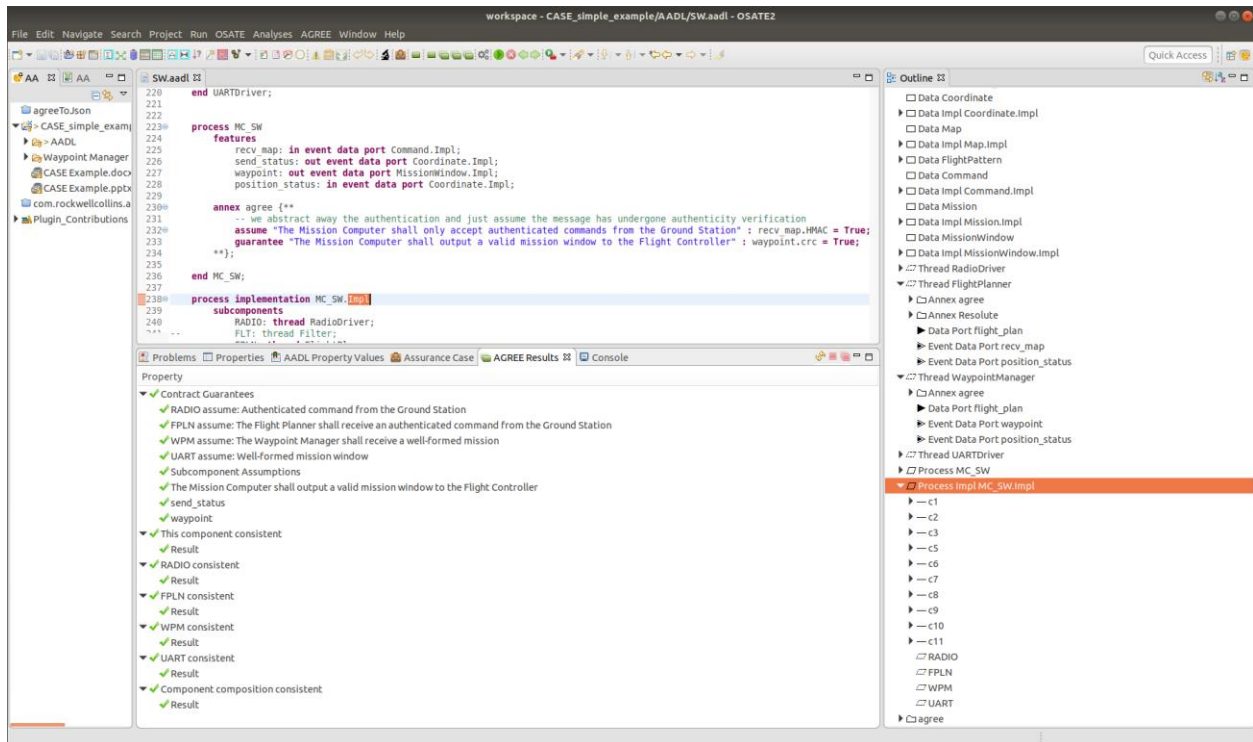 workspace - CASE_simple_example/AADL/SW.aadl - OSATE2
File Edit Navigate Search Project Run OSATE Analyses AGREE Window Help
Quick Access
AA AA
agreeToJson
> CASE_simple_examp
> AADL
Waypoint Manager
CASE Example.docx
CASE Example.pptx
com.rockwellcollins.a
Plugin_Contributions
SW.aadl
220 end UARTDriver;
221
222
223 process MC_SW
224 features
225 recv_map: in event data port Command.Impl;
226 send_status: out event data port Coordinate.Impl;
227 waypoint: out event data port MissionWindow.Impl;
228 position_status: in event data port Coordinate.Impl;
229
230 annex agree {**
231 -- we abstract away the authentication and just assume the message has undergone authenticity verification
232 assume "The Mission Computer shall only accept authenticated commands from the Ground Station" : recv_map.HMAC = True;
233 guarantee "The Mission Computer shall output a valid mission window to the Flight Controller" : waypoint.crc = True;
234 **};
235
236 end MC_SW;
237
238 process implementation MC_SW.Impl
239 subcomponents
240 RADIO: thread RadioDriver;
241 -- FLT: thread Filter;
Problems Properties AADL Property Values Assurance Case AGREE Results Console
Property
Contract Guarantees
RADIO assume: Authenticated command from the Ground Station
FPLN assume: The Flight Planner shall receive an authenticated command from the Ground Station
WPM assume: The Waypoint Manager shall receive a well-formed mission
UART assume: Well-formed mission window
Subcomponent Assumptions
The Mission Computer shall output a valid mission window to the Flight Controller
send_status
waypoint
This component consistent
Result
RADIO consistent
Result
FPLN consistent
Result
WPM consistent
Result
UART consistent
Result
Component composition consistent
Result
Outline
Data Coordinate
Data Impl Coordinate.Impl
Data Map
Data Impl Map.Impl
Data FlightPattern
Data Command
Data Impl Command.Impl
Data Mission
Data Impl Mission.Impl
Data MissionWindow
Data Impl MissionWindow.Impl
Thread RadioDriver
Thread FlightPlanner
Annex agree
Annex Resolute
Data Port flight_plan
Event Data Port recv_map
Event Data Port position_status
Thread WaypointManager
Annex agree
Data Port flight_plan
Event Data Port waypoint
Event Data Port position_status
Thread UARTDriver
Process MC_SW
Process Impl MC_SW.Impl
c1
c2
c3
c5
c6
c7
c8
c9
c10
c11
RADIO
FPLN
WPM
UART
agree